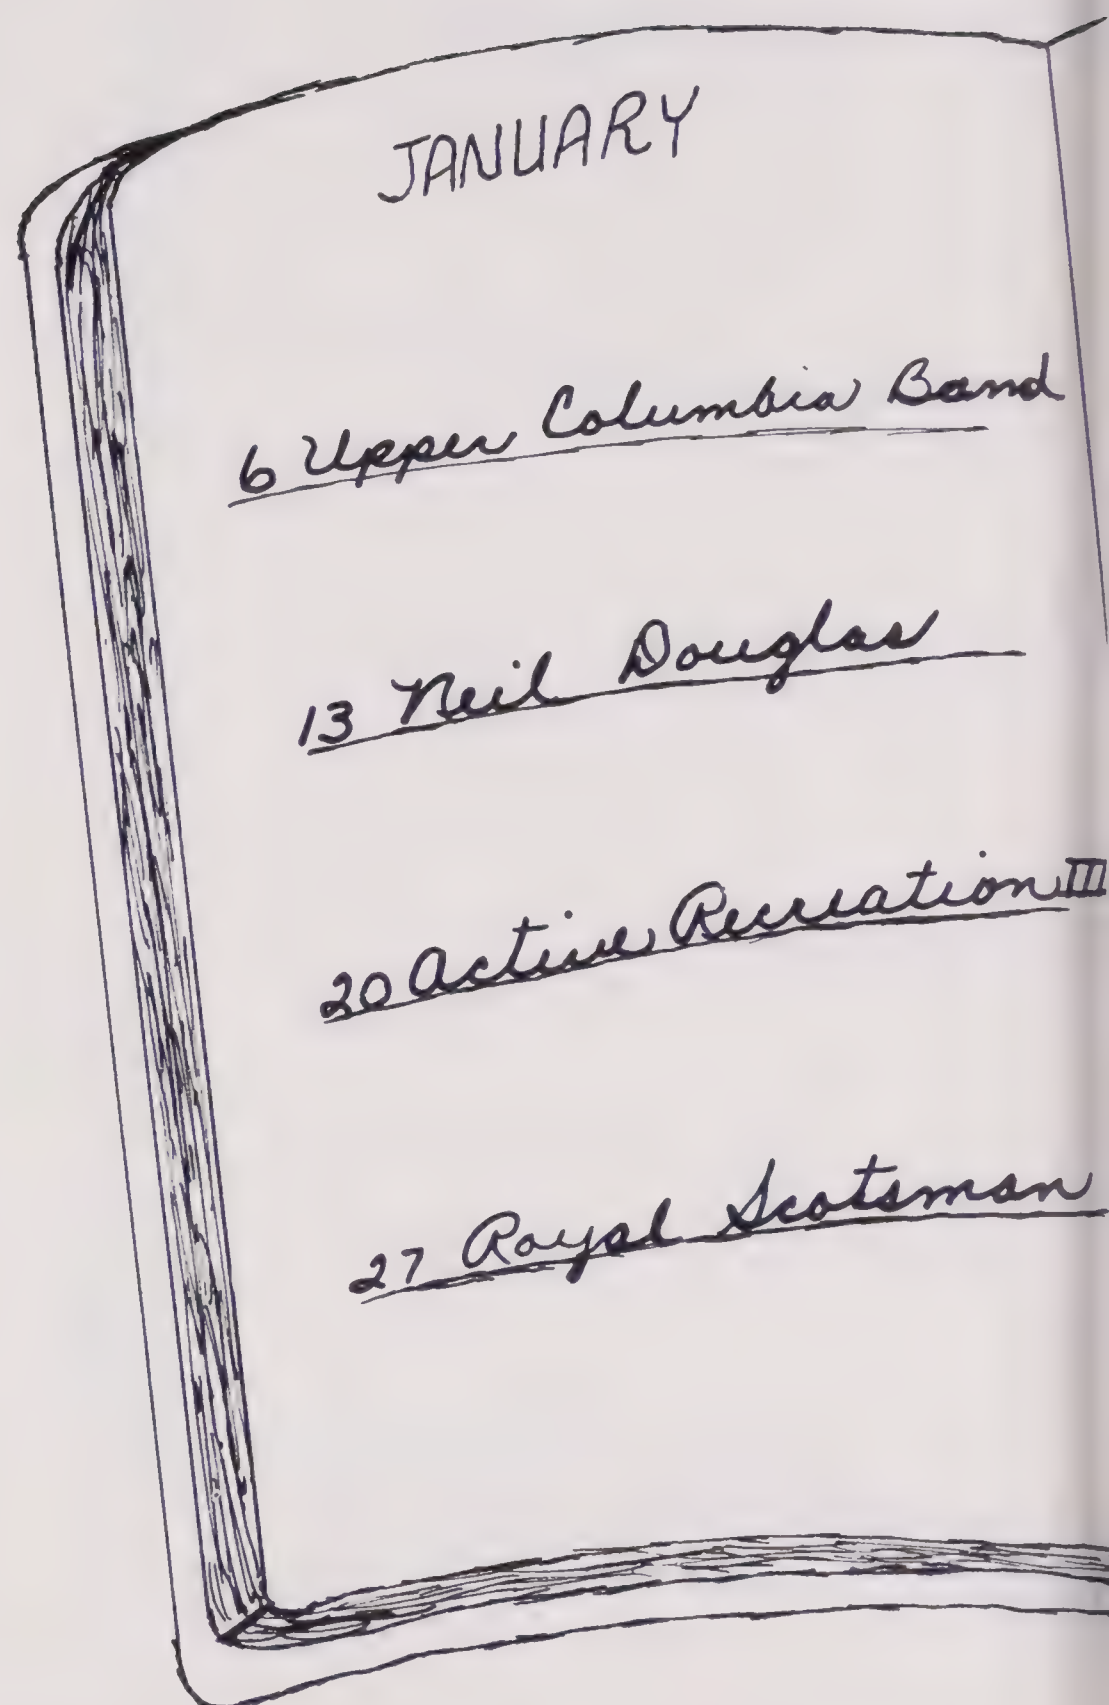 JANUARY
6 Upper Columbia Band
13 Neil Douglas
20 Active Recreation III
27 Royal Scotsman